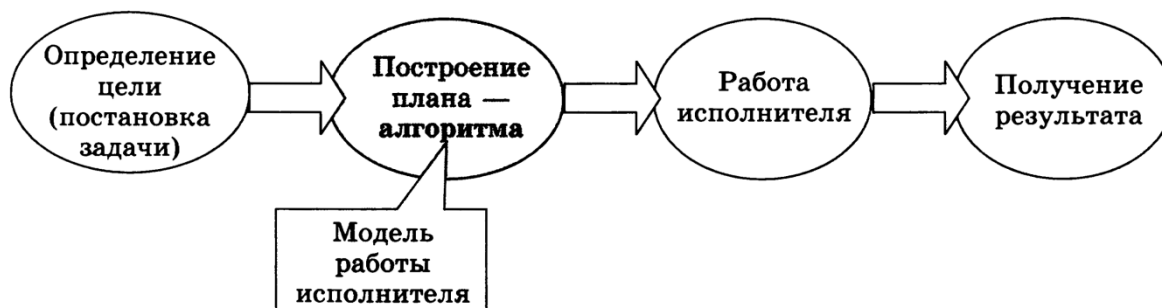 Определение
цели
(постановка
задачи)
Построение
плана —
алгоритма
Работа
исполнителя
Получение
результата
Модель
работы
исполнителя